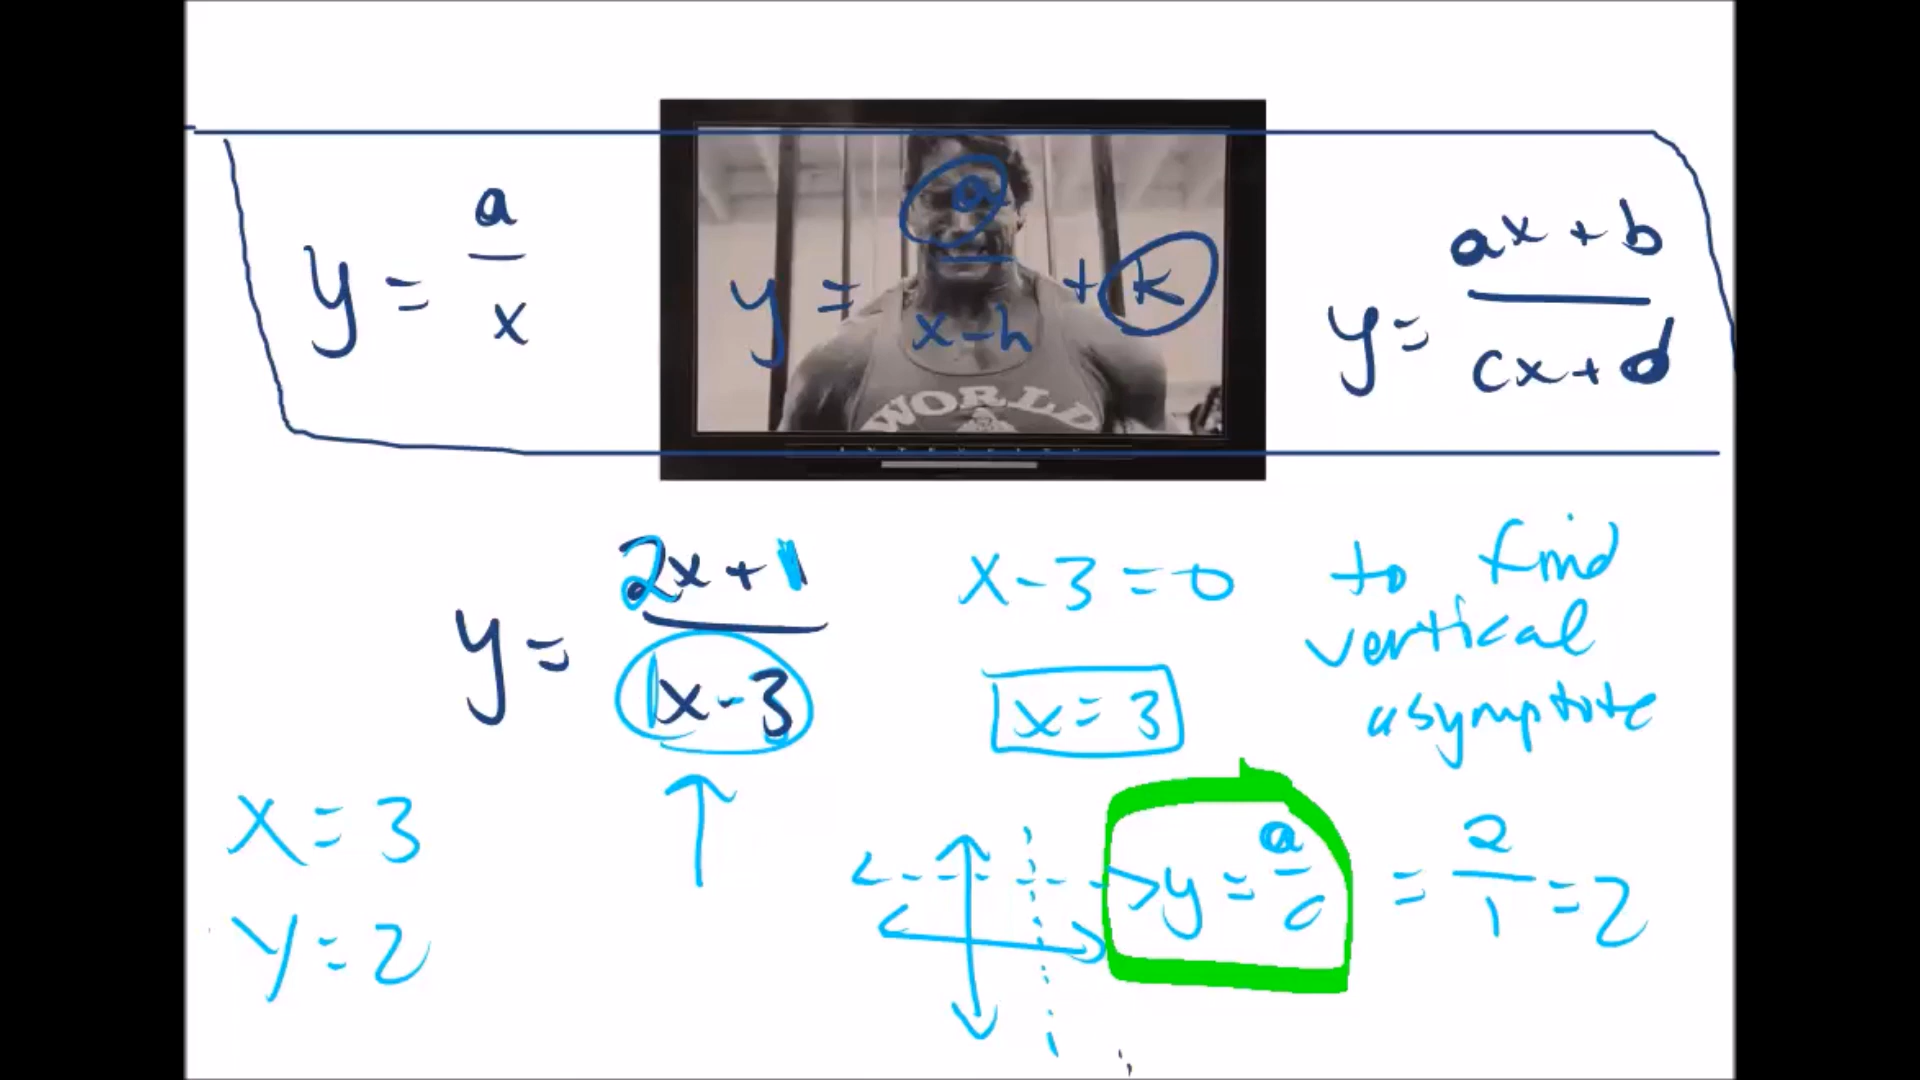 y = a/x
y = a/(x-h) + k
y = (ax+b)/(cx+d)
WORLD
y = (2x+1)/(1x-3)
x-3=0
to find
vertical
asymptote
x=3
x=3
y=2
y = a/c = 2/1 = 2